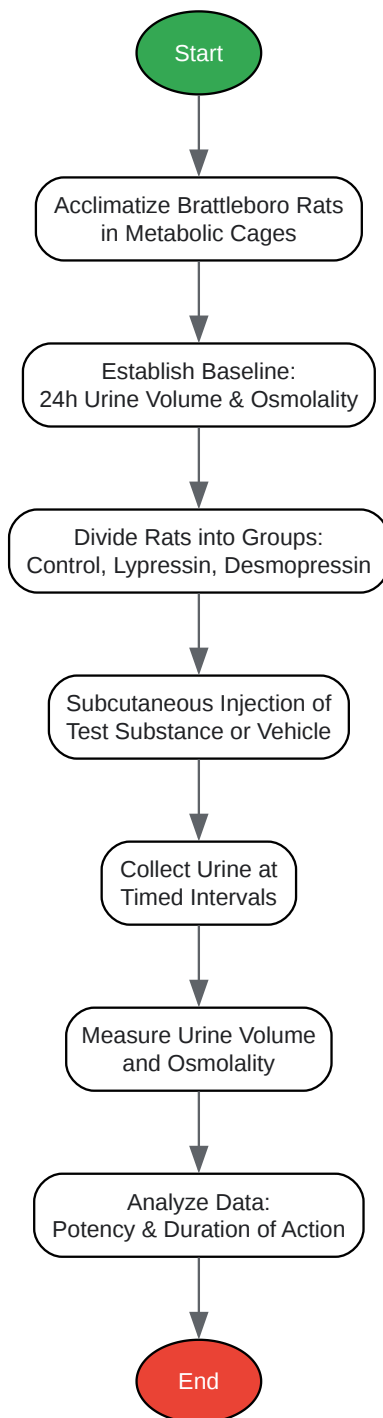 Start
Acclimatize Brattleboro Rats
in Metabolic Cages
Establish Baseline:
24h Urine Volume & Osmolality
Divide Rats into Groups:
Control, Lypressin, Desmopressin
Subcutaneous Injection of
Test Substance or Vehicle
Collect Urine at
Timed Intervals
Measure Urine Volume
and Osmolality
Analyze Data:
Potency & Duration of Action
End